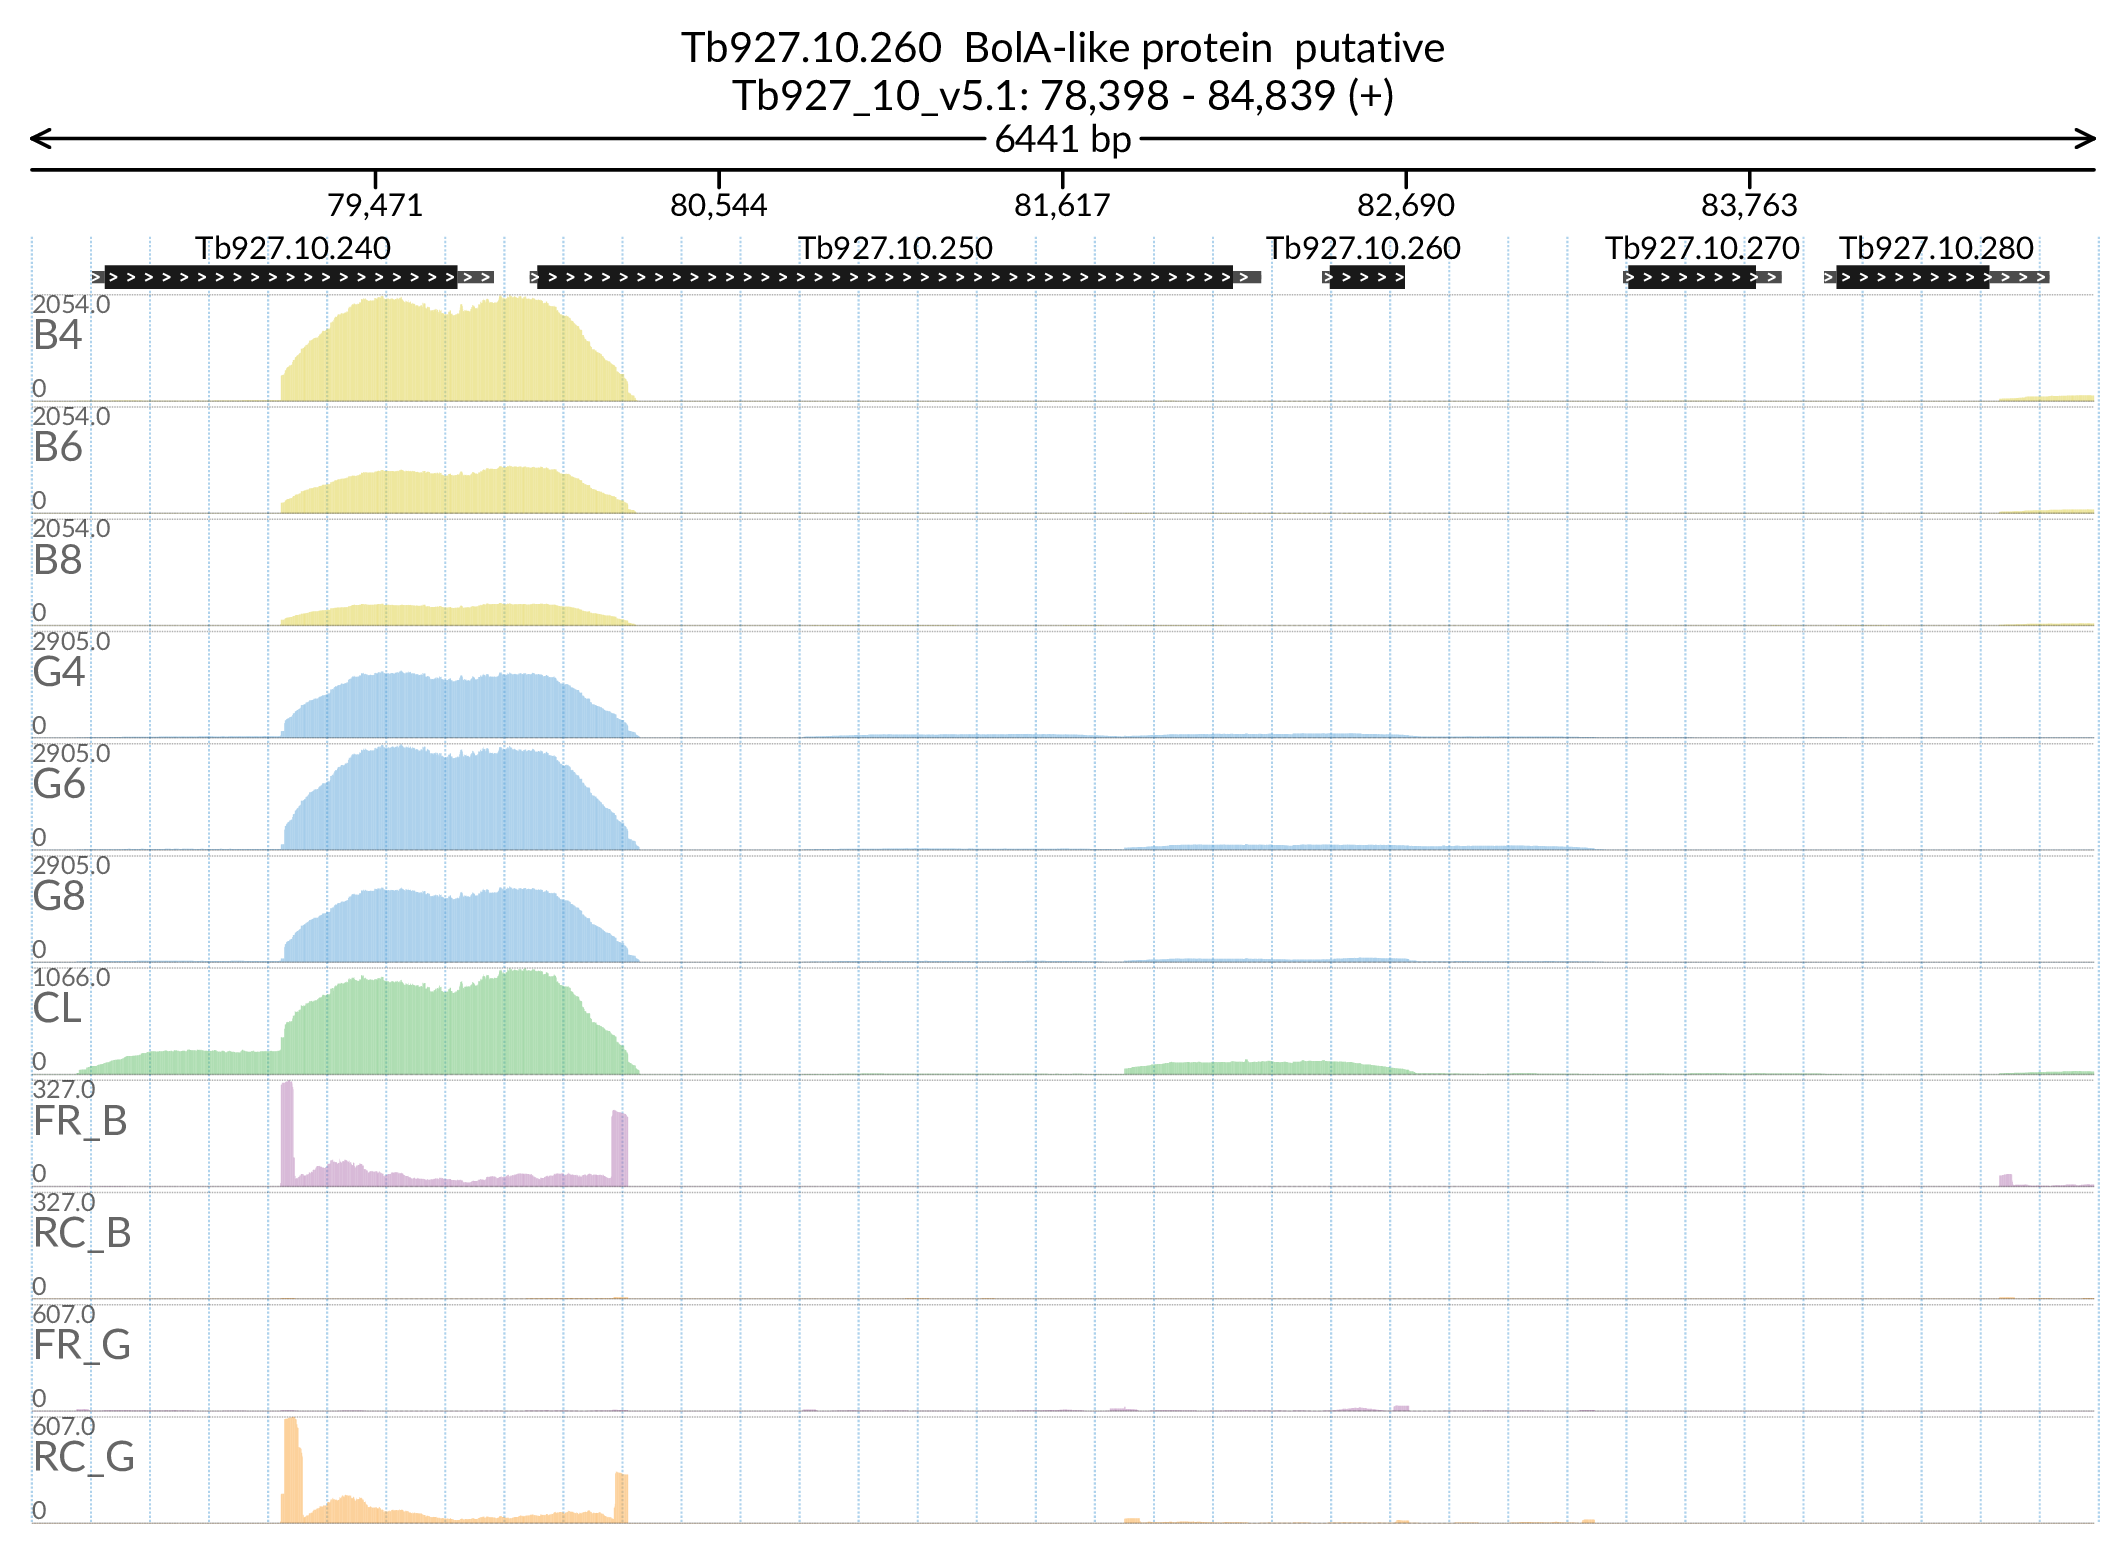 Tb927.10.260 BolA-like protein putative
Tb927_10_v5.1: 78,398 - 84,839 (+)
6441 bp
79,471 80,544 81,617 82,690 83,763
Tb927.10.240 Tb927.10.250 Tb927.10.260 Tb927.10.270 Tb927.10.280
2054.0
B4
0
2054.0
B6
0
2054.0
B8
0
2905.0
G4
0
2905.0
G6
0
2905.0
G8
0
1066.0
CL
0
327.0
FR_B
0
327.0
RC_B
0
607.0
FR_G
0
607.0
RC_G
0